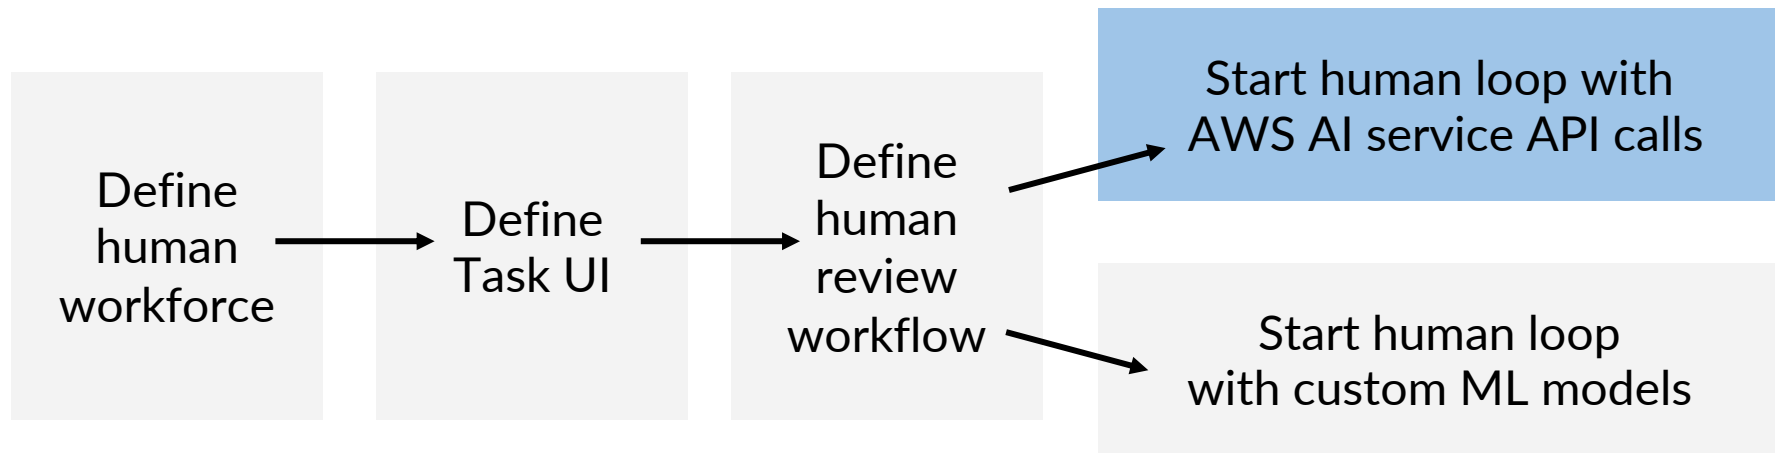 Define
human
workforce
Define
Task UI
Define
human
review
workflow
Start human loop with
AWS AI service API calls
Start human loop
with custom ML models